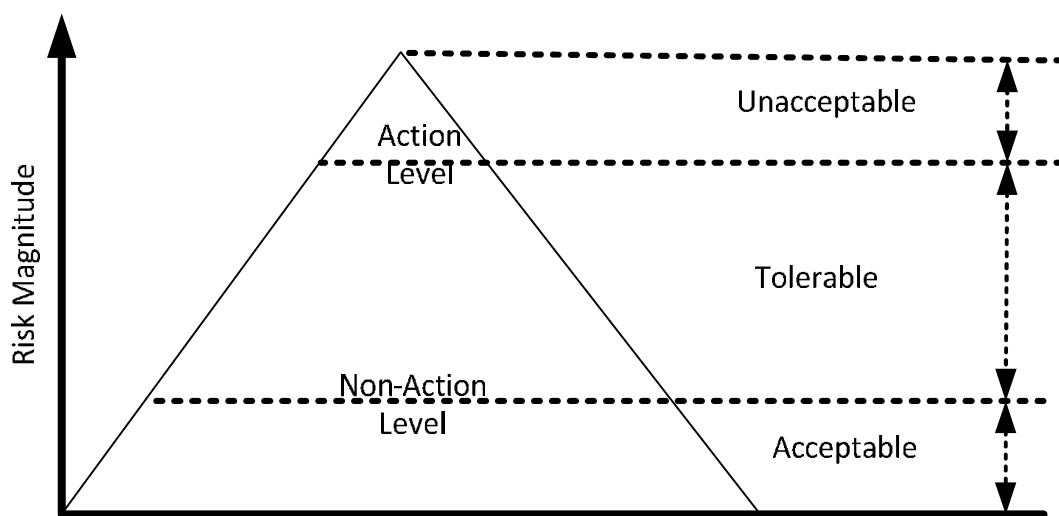 Unacceptable
Action
Level
Risk Magnitude
Tolerable
Non-Action
Level
Acceptable